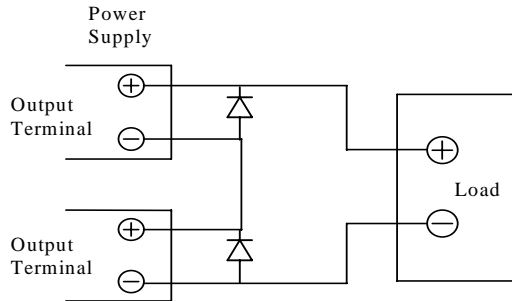 Power
Supply
+
Output
Terminal
−
+
Load
−
+
Output
Terminal
−